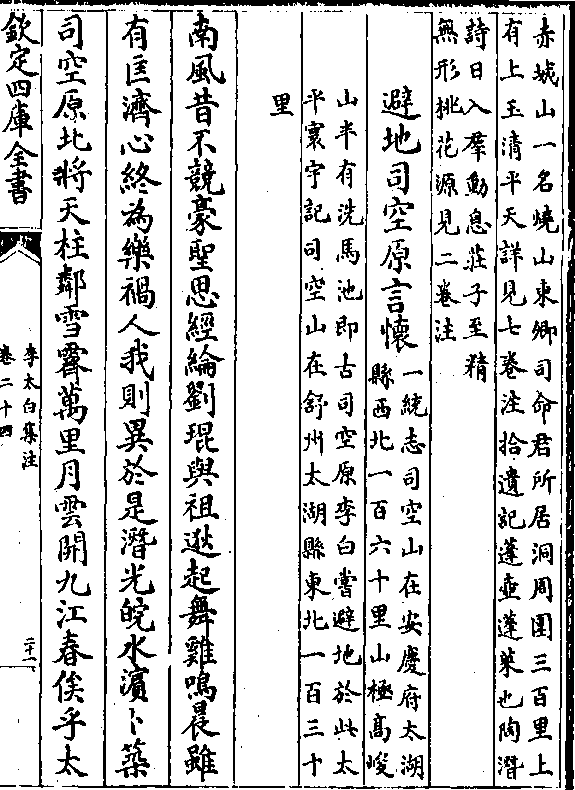 赤城山一名燒山東卿司命君所居洞周圍三百里上
有上玉清平天詳見七卷注拾遺記蓬壺蓬萊也陶潛
詩日入羣動息莊子至精
無形桃花源見二卷注
避地司空原言懷
一統志司空山在安慶府太湖
縣西北一百六十里山極高峻
山半有洗馬池即古司空原李白嘗避地於此太
平寰宇記司空山在舒州太湖縣東北一百三十
里
南風昔不競豪聖思經綸劉琨與祖逖起舞雞鳴晨雖
有匡濟心終為樂禍人我則異於是潛光皖水濱卜築
司空原北將天柱鄰雪霽萬里月雲開九江春俟乎太
欽定四庫全書
李太白集注
卷二十四
二十一